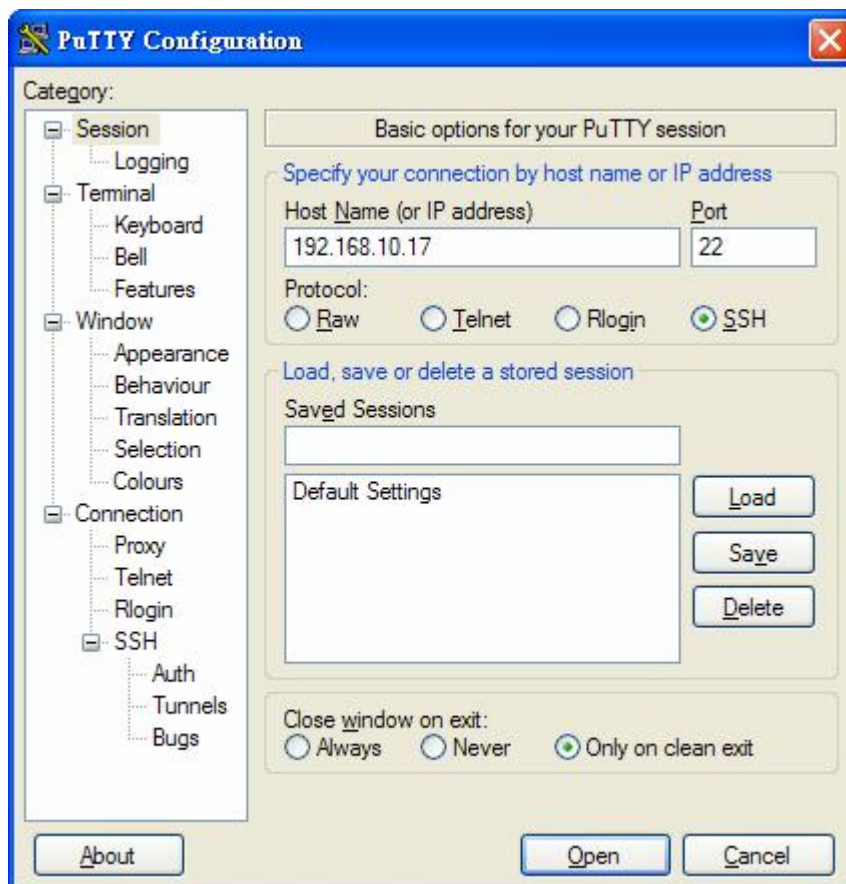 PuTTY Configuration
Category:
Session
Logging
Terminal
Keyboard
Bell
Features
Window
Appearance
Behaviour
Translation
Selection
Colours
Connection
Proxy
Telnet
Rlogin
SSH
Auth
Tunnels
Bugs
Basic options for your PuTTY session
Specify your connection by host name or IP address
Host Name (or IP address) Port
192.168.10.17 22
Protocol:
Raw Telnet Rlogin SSH
Load, save or delete a stored session
Saved Sessions
Default Settings
Load
Save
Delete
Close window on exit:
Always Never Only on clean exit
About Open Cancel